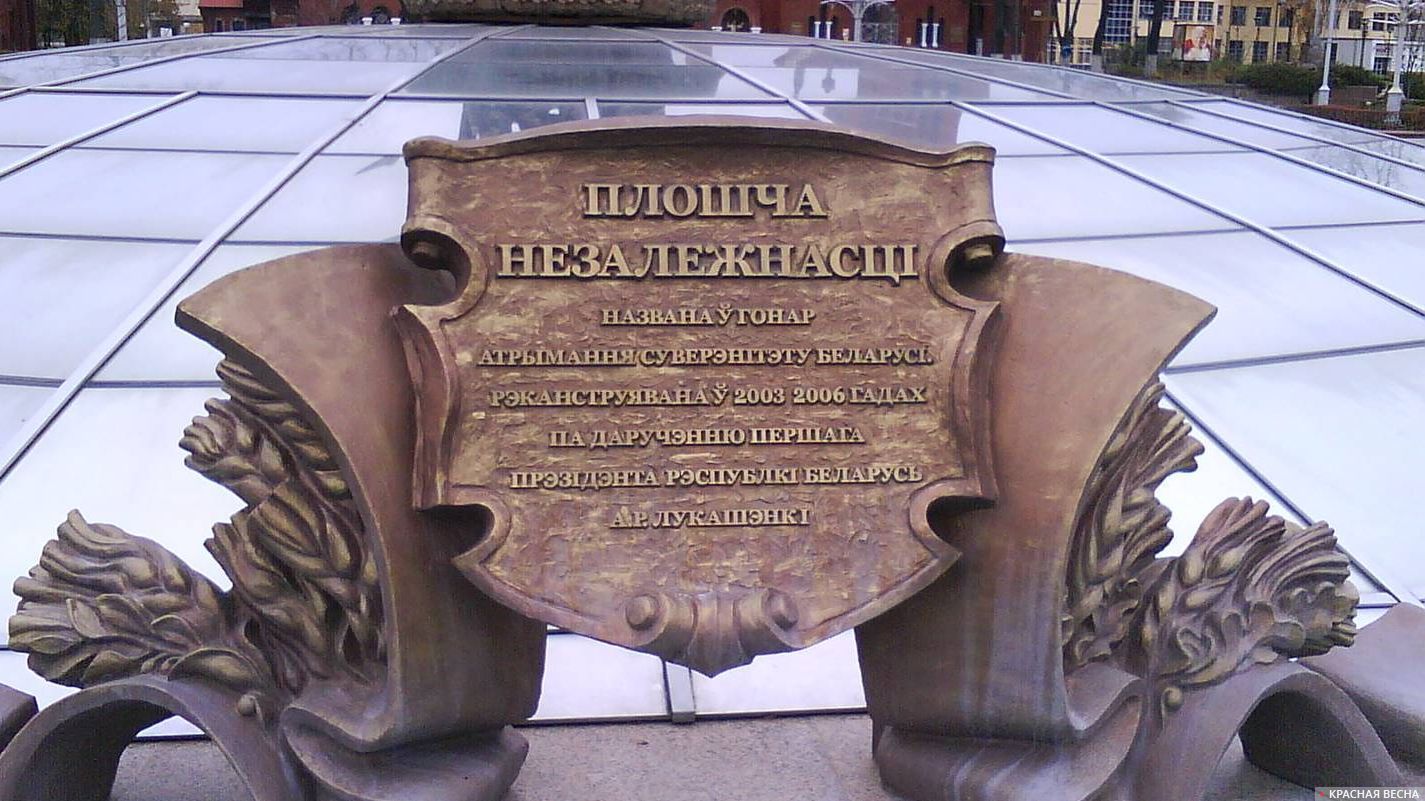 ПЛОШЧА
НЕЗАЛЕЖНАСЦІ
НАЗВАНА Ў ГОНАР
АТРЫМАННЯ СУВЕРЭНІТЭТУ БЕЛАРУСІ.
РЭКАНСТРУЯВАНА Ў 2003 2006 ГАДАХ
ПА ДАРУЧЭННЮ ПЕРШАГА
ПРЭЗІДЭНТА РЭСПУБЛКІ БЕЛАРУСЬ
А.Р. ЛУКАШЭНКІ
КРАСНАЯ ВЕСНА